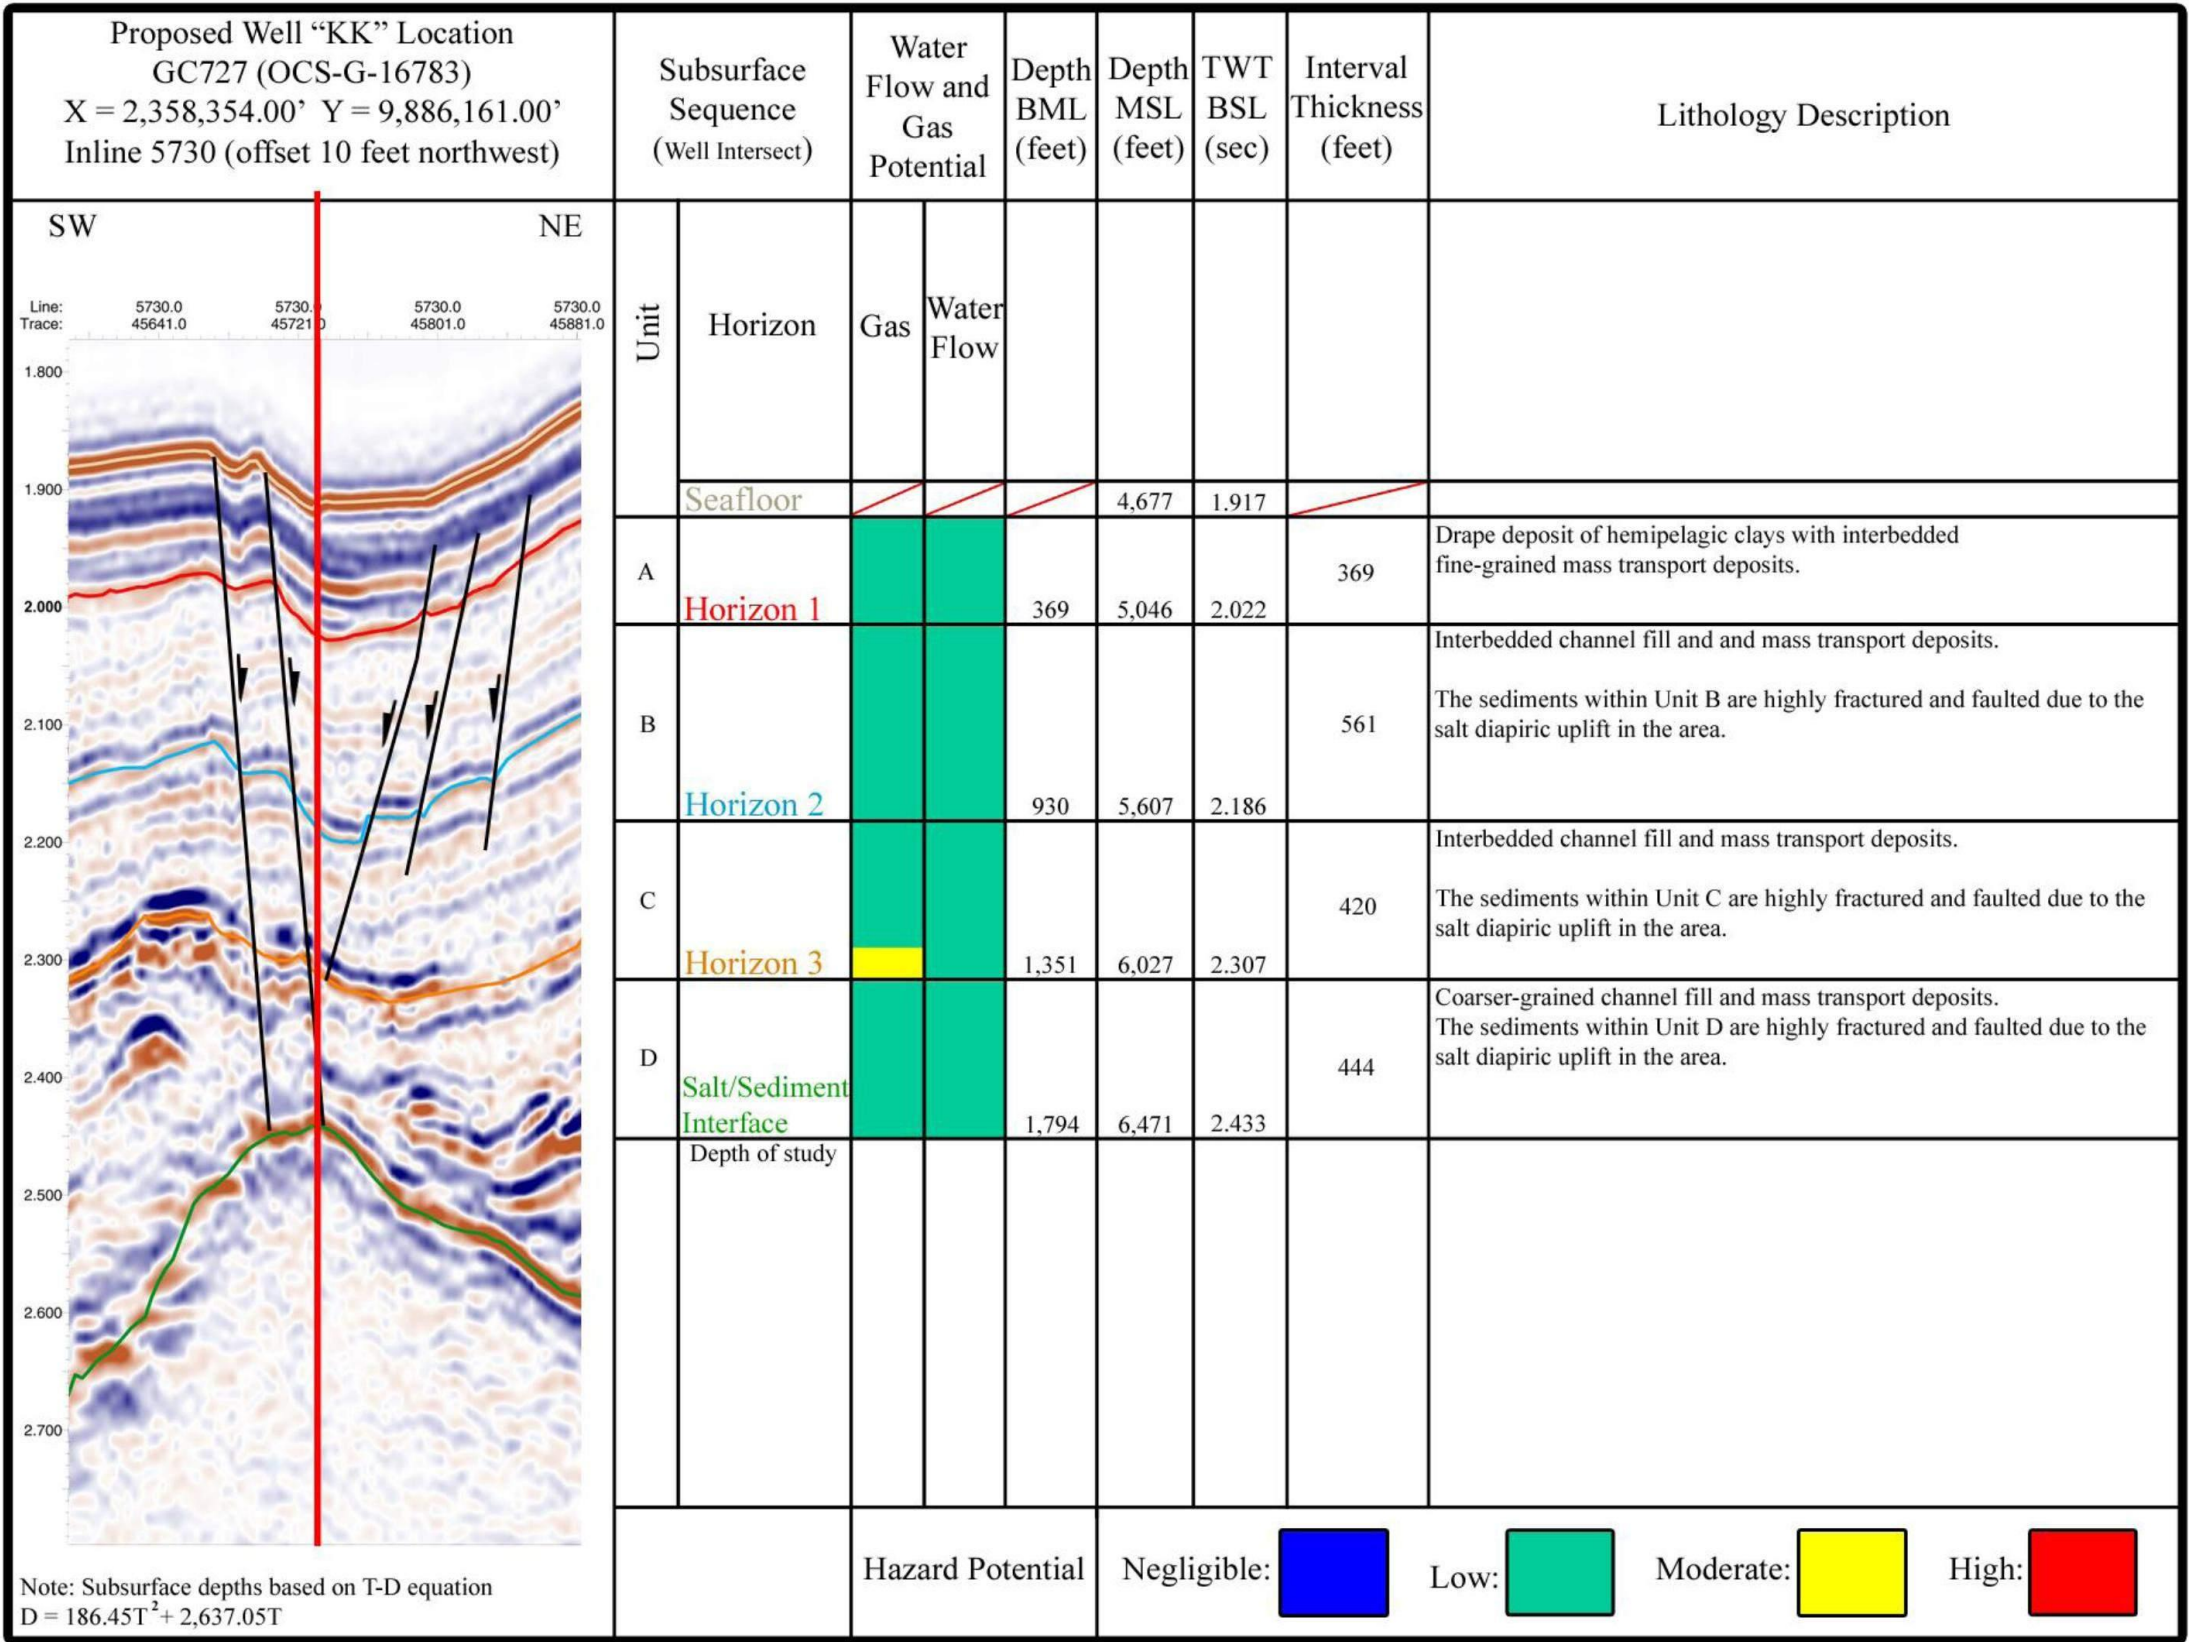 Proposed Well “KK” Location
GC727 (OCS-G-16783)
X = 2,358,354.00’ Y = 9,886,161.00’
Inline 5730 (offset 10 feet northwest)
Subsurface
Sequence
(Well Intersect)
Water
Flow and
Gas
Potential
Depth
BML
(feet)
Depth
MSL
(feet)
TWT
BSL
(sec)
Interval
Thickness
(feet)
Lithology Description
SW NE
Line: 5730.0 5730.0 5730.0 5730.0
Trace: 45641.0 45721.0 45801.0 45881.0
1.800
1.900
2.000
2.100
2.200
2.300
2.400
2.500
2.600
2.700
Note: Subsurface depths based on T-D equation
D = 186.45T²+ 2,637.05T
Unit
Horizon
Gas
Water
Flow
Seafloor 4,677 1.917
A
Horizon 1 369 5,046 2.022
369
Drape deposit of hemipelagic clays with interbedded
fine-grained mass transport deposits.
B
Horizon 2 930 5,607 2.186
561
Interbedded channel fill and and mass transport deposits.
The sediments within Unit B are highly fractured and faulted due to the
salt diapiric uplift in the area.
C
Horizon 3 1,351 6,027 2.307
420
Interbedded channel fill and mass transport deposits.
The sediments within Unit C are highly fractured and faulted due to the
salt diapiric uplift in the area.
D
Salt/Sediment
Interface 1,794 6,471 2.433
444
Coarser-grained channel fill and mass transport deposits.
The sediments within Unit D are highly fractured and faulted due to the
salt diapiric uplift in the area.
Depth of study
Hazard Potential Negligible: Low: Moderate: High: